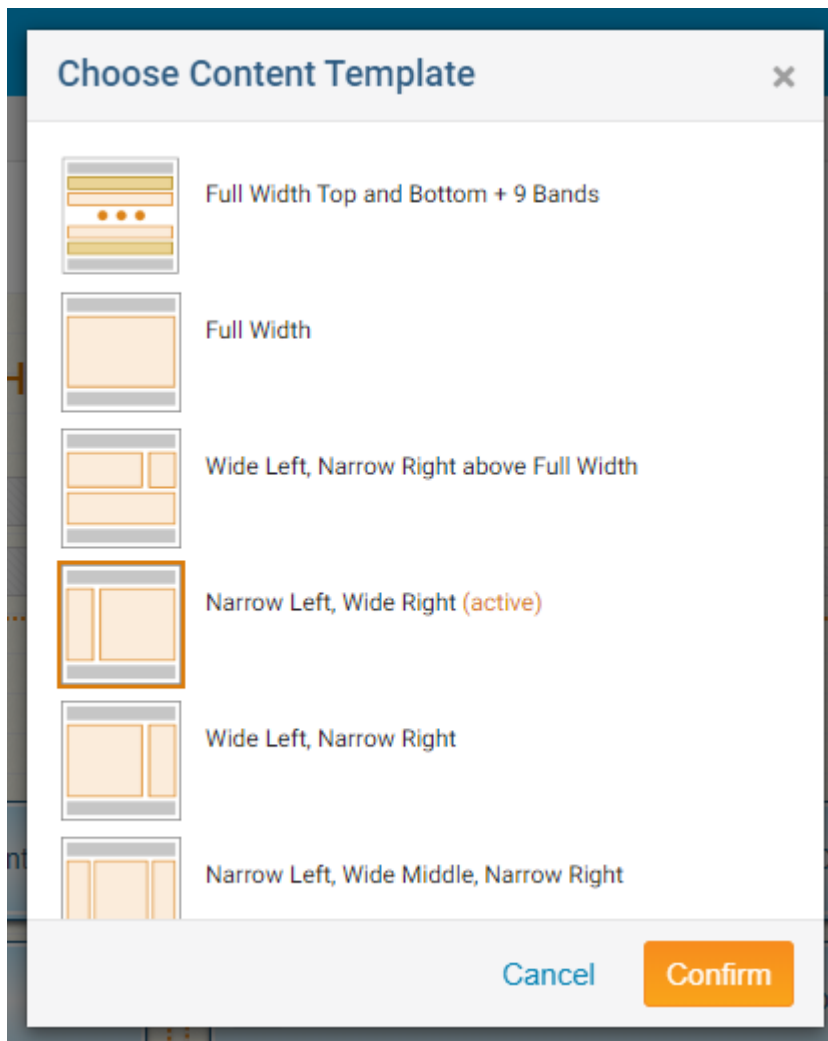 Choose Content Template
×
Full Width Top and Bottom + 9 Bands
Full Width
Wide Left, Narrow Right above Full Width
Narrow Left, Wide Right (active)
Wide Left, Narrow Right
Narrow Left, Wide Middle, Narrow Right
Cancel
Confirm
H
nt